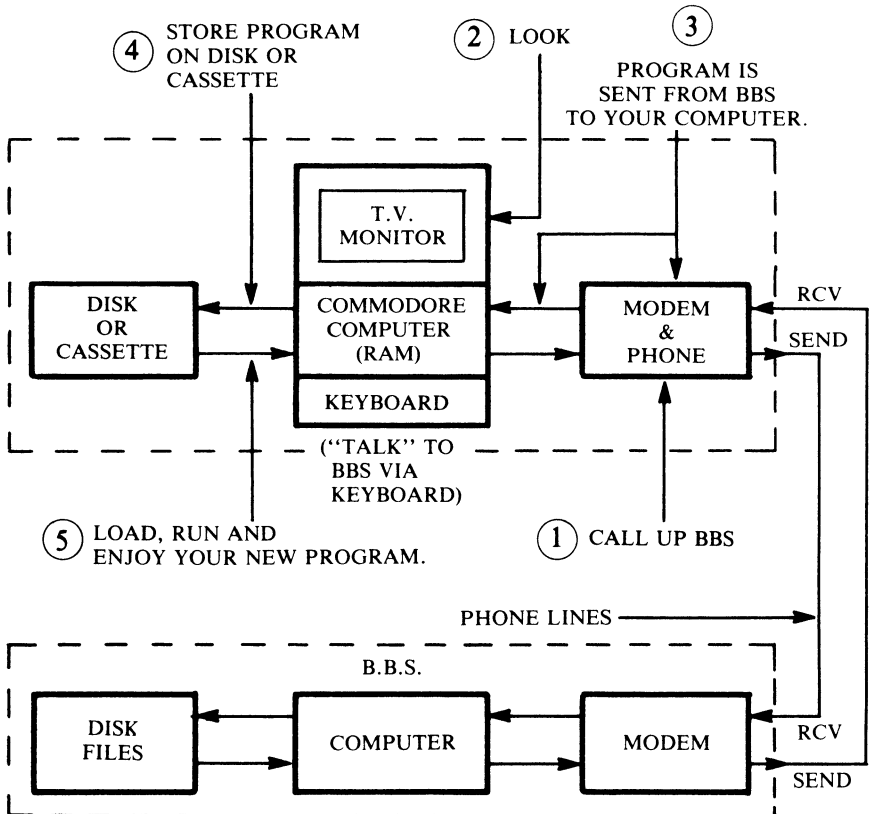 4 STORE PROGRAM
ON DISK OR
CASSETTE
2 LOOK
3
PROGRAM IS
SENT FROM BBS
TO YOUR COMPUTER.
T.V.
MONITOR
DISK
OR
CASSETTE
COMMODORE
COMPUTER
(RAM)
KEYBOARD
MODEM
&
PHONE
RCV
SEND
("TALK" TO
BBS VIA
KEYBOARD)
5 LOAD, RUN AND
ENJOY YOUR NEW PROGRAM.
1 CALL UP BBS
PHONE LINES
B.B.S.
DISK
FILES
COMPUTER
MODEM
RCV
SEND